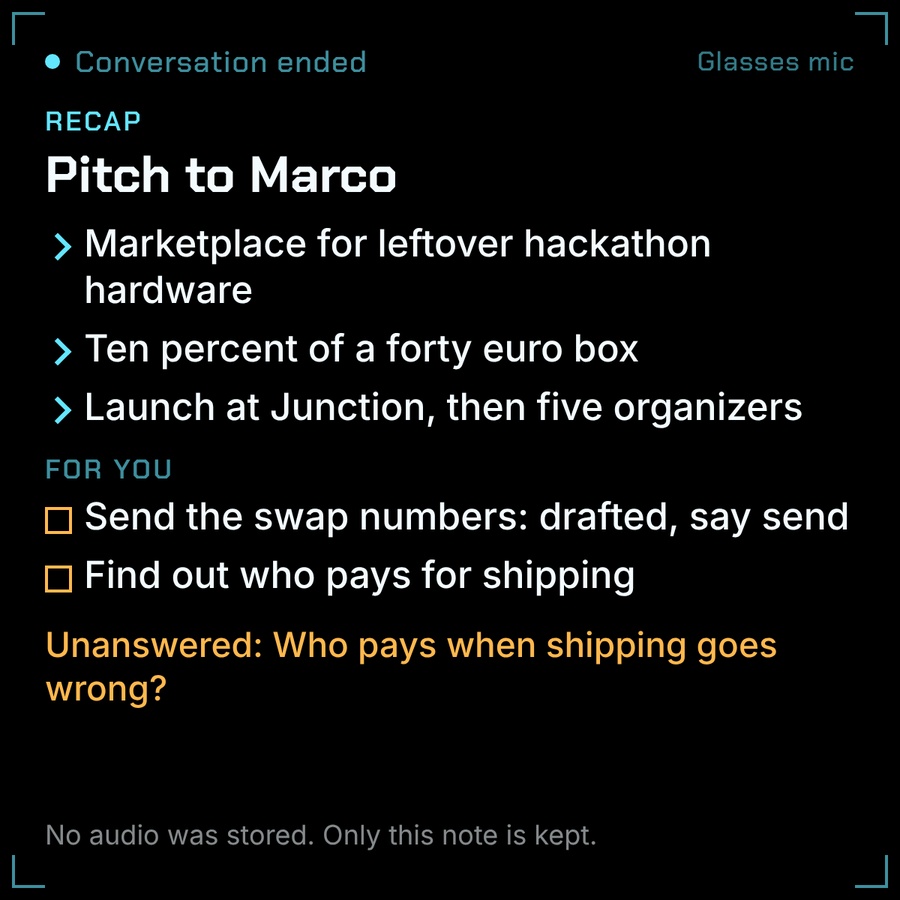 Conversation ended
Glasses mic
RECAP
Pitch to Marco
Marketplace for leftover hackathon
hardware
Ten percent of a forty euro box
Launch at Junction, then five organizers
FOR YOU
Send the swap numbers: drafted, say send
Find out who pays for shipping
Unanswered: Who pays when shipping goes
wrong?
No audio was stored. Only this note is kept.